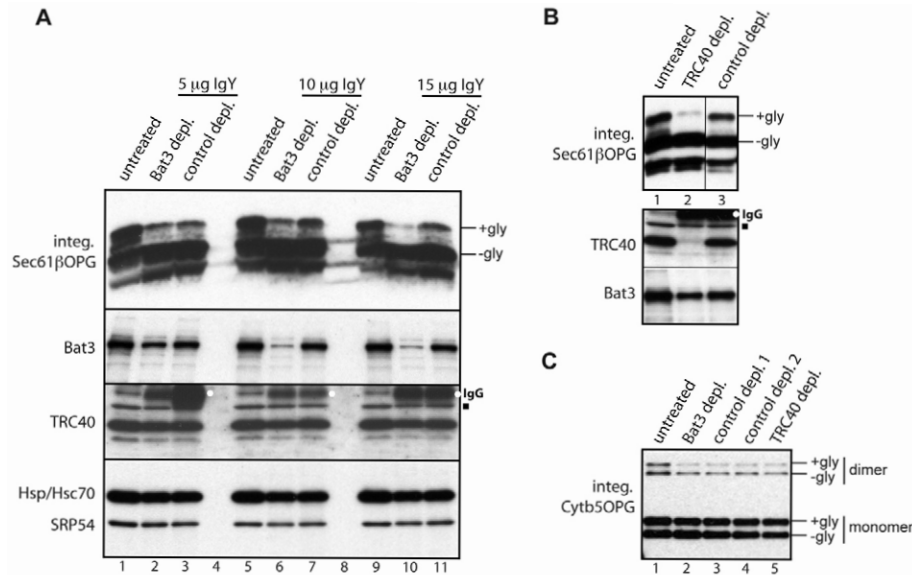 A
5 µg IgY
10 µg IgY
15 µg IgY
untreated
Bat3 depl.
control depl.
untreated
Bat3 depl.
control depl.
untreated
Bat3 depl.
control depl.
integ.
Sec61βOPG
+gly
-gly
Bat3
TRC40
IgG
Hsp/Hsc70
SRP54
1 2 3 4 5 6 7 8 9 10 11
B
untreated
TRC40 depl.
control depl.
integ.
Sec61βOPG
+gly
-gly
1 2 3
IgG
TRC40
Bat3
C
untreated
Bat3 depl.
control depl. 1
control depl. 2
TRC40 depl.
integ.
Cytb5OPG
+gly
-gly
dimer
+gly
-gly
monomer
1 2 3 4 5